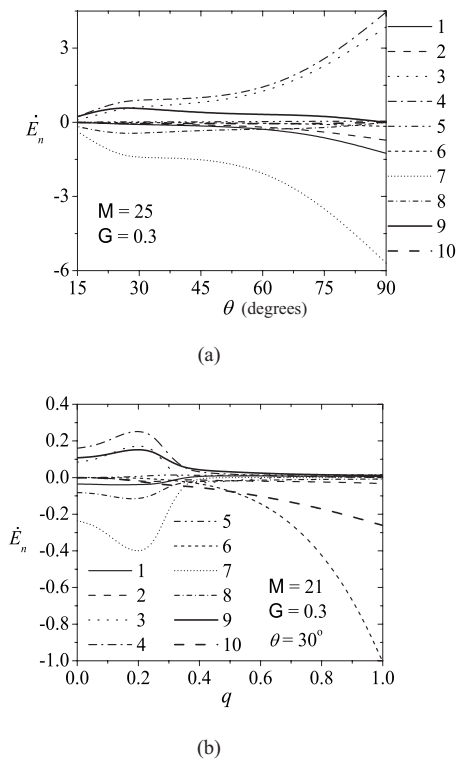 3
0
-3
-6
Ėn
M = 25
G = 0.3
15 30 45 60 75 90
θ (degrees)
1
2
3
4
5
6
7
8
9
10
(a)
0.4
0.2
0.0
-0.2
-0.4
-0.6
-0.8
-1.0
Ėn
1
2
3
4
5
6
7
8
9
10
M = 21
G = 0.3
θ = 30°
0.0 0.2 0.4 0.6 0.8 1.0
q
(b)